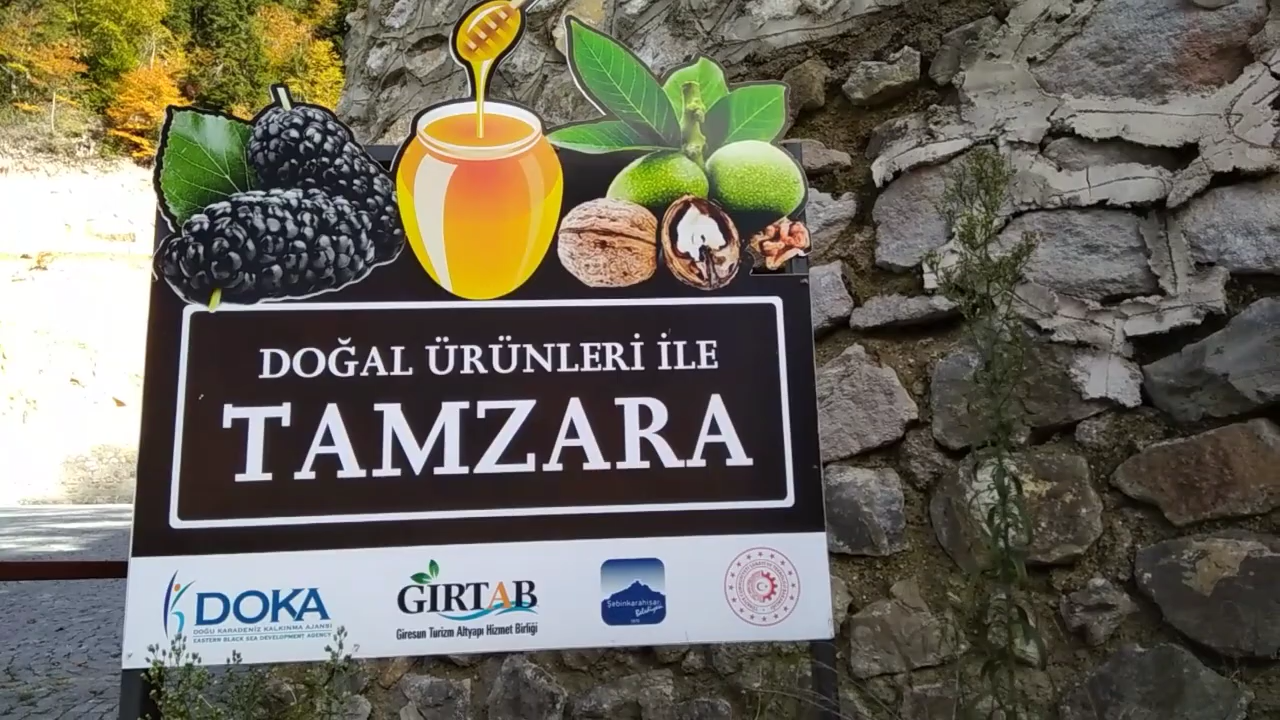 DOĞAL ÜRÜNLERİ İLE
TAMZARA
DOKA
DOĞU KARADENİZ KALKINMA AJANSI
EASTERN BLACK SEA DEVELOPMENT AGENCY
GİRTAB
Giresun Turizm Altyapı Hizmet Birliği
Şebinkarahisar
Belediyesi